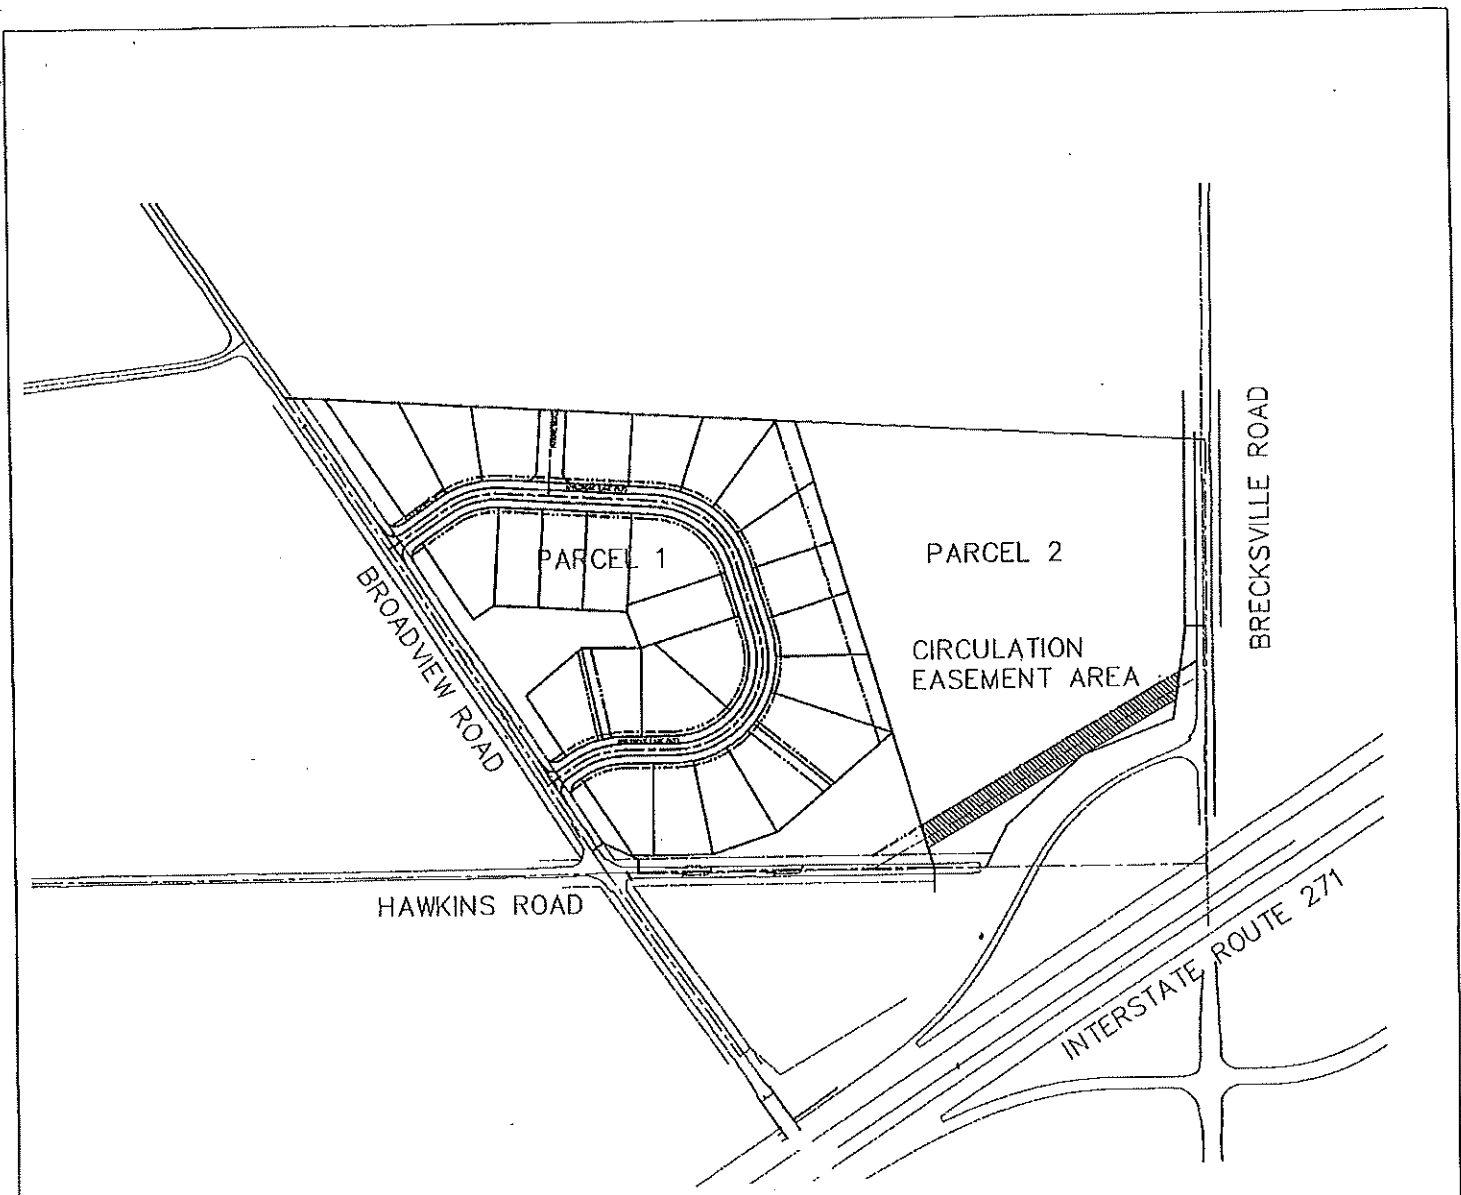 BRECKSVILLE ROAD
PARCEL 1
PARCEL 2
BROADVIEW ROAD
CIRCULATION
EASEMENT AREA
HAWKINS ROAD
INTERSTATE ROUTE 271